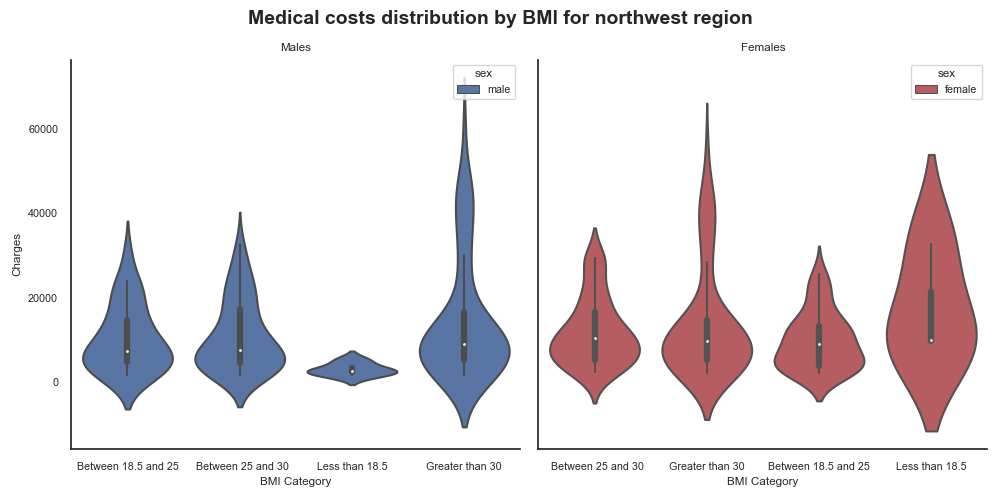 Medical costs distribution by BMI for northwest region
Males
Females
sex
male
sex
female
60000
40000
20000
0
Charges
Between 18.5 and 25
Between 25 and 30
Less than 18.5
Greater than 30
Between 25 and 30
Greater than 30
Between 18.5 and 25
Less than 18.5
BMI Category
BMI Category